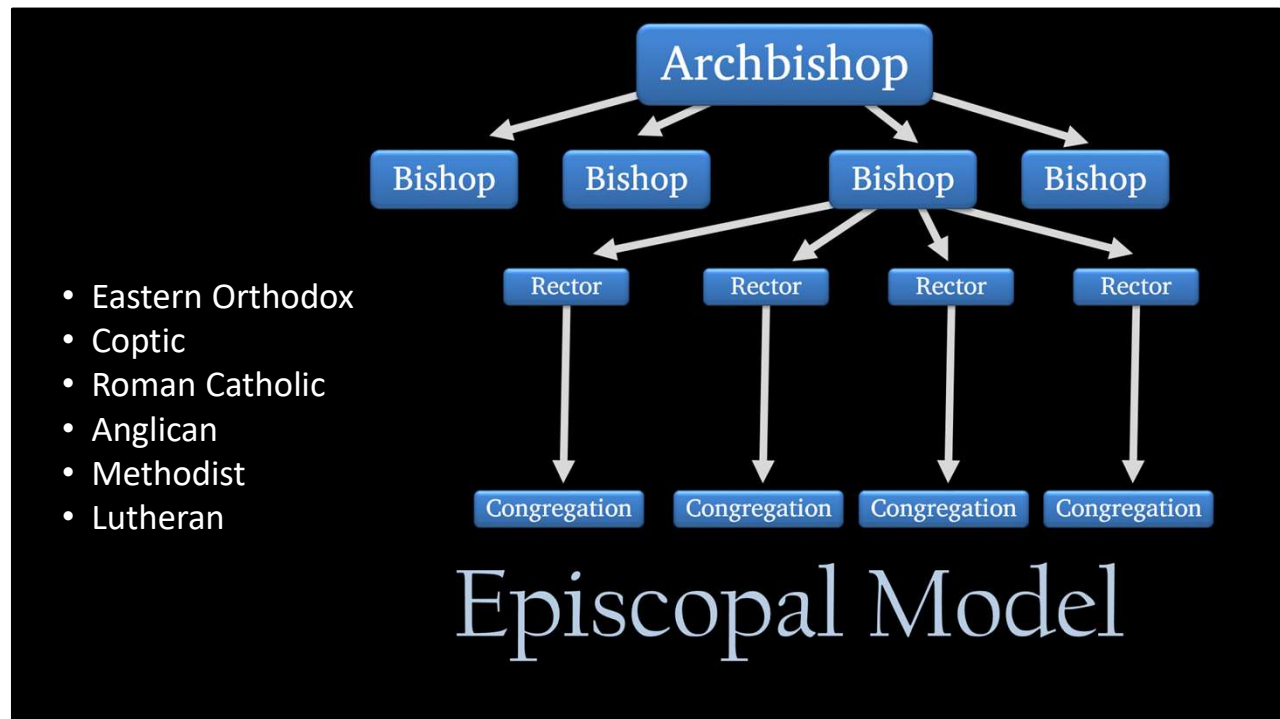 Archbishop
Bishop Bishop Bishop Bishop
Rector Rector Rector Rector
• Eastern Orthodox
• Coptic
• Roman Catholic
• Anglican
• Methodist
• Lutheran
Congregation Congregation Congregation Congregation
Episcopal Model